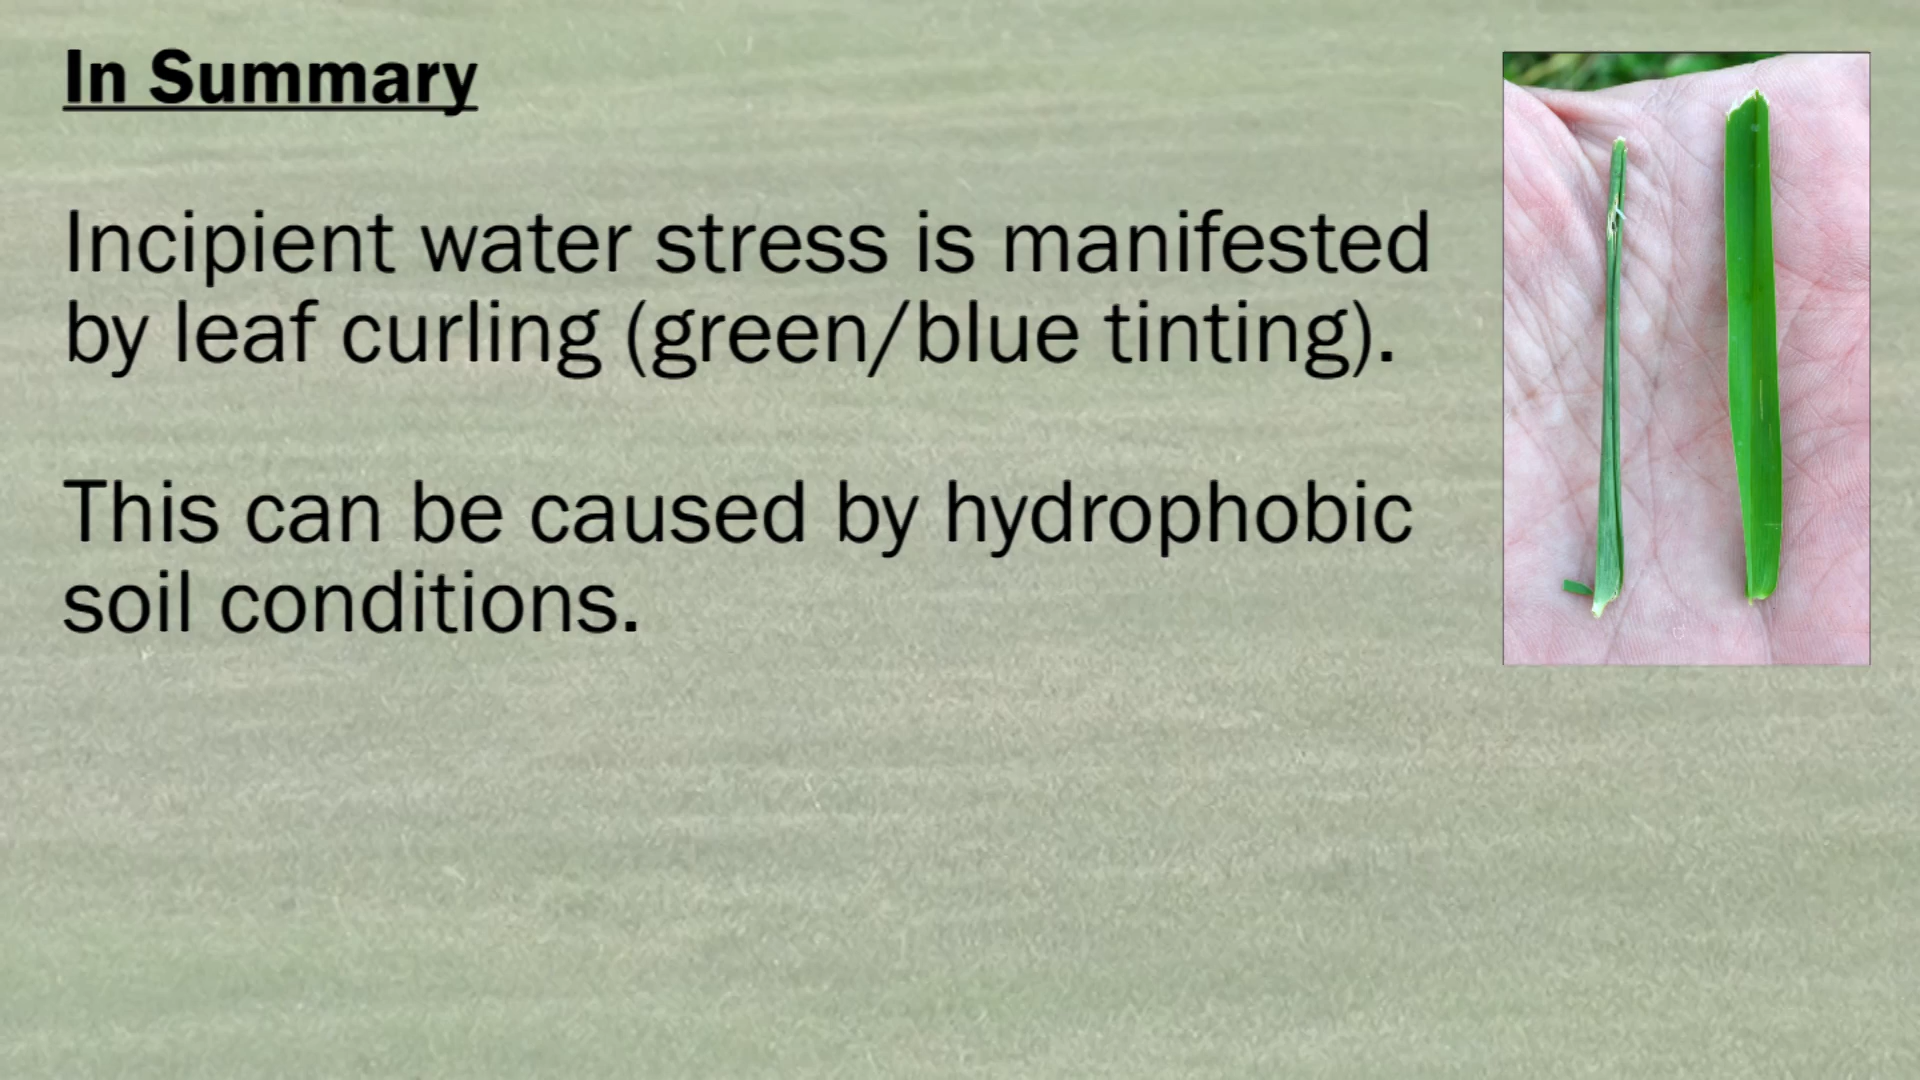 In Summary
Incipient water stress is manifested
by leaf curling (green/blue tinting).
This can be caused by hydrophobic
soil conditions.